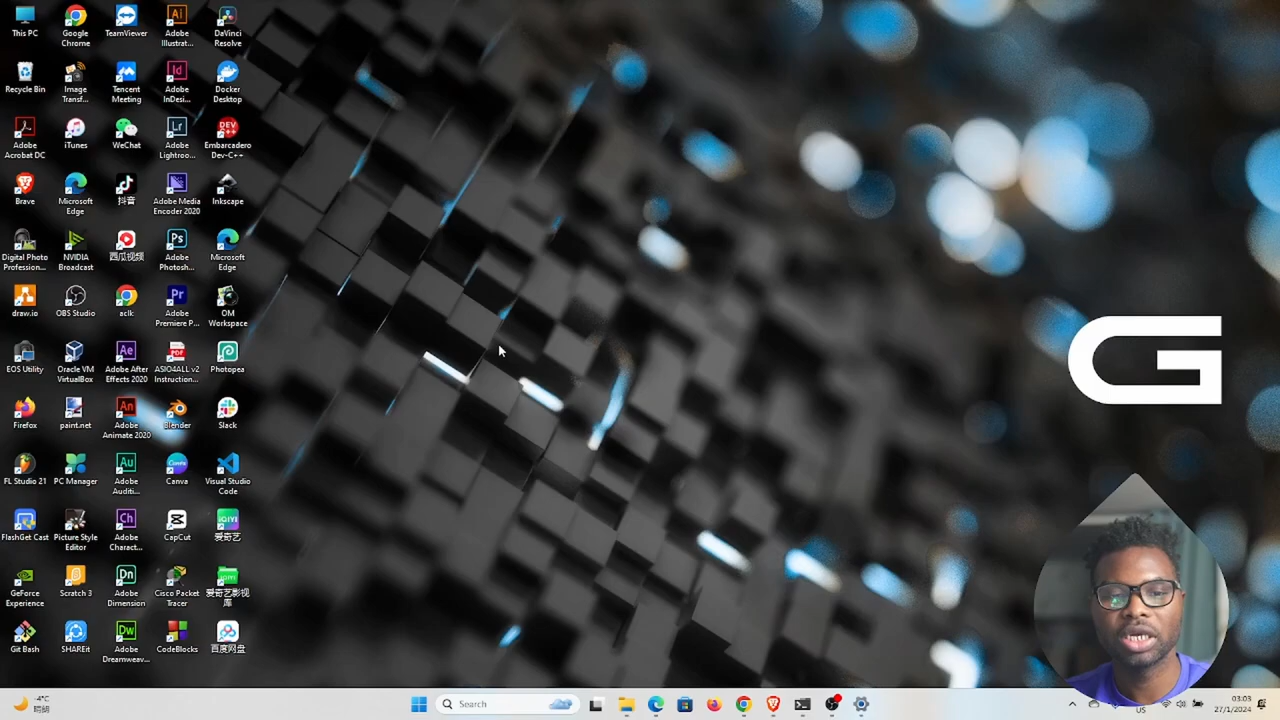 This PC
Google
Chrome
TeamViewer
Adobe
Illustrat...
DaVinci
Resolve
Recycle Bin
Image
Transf...
Tencent
Meeting
Adobe
InDesi...
Docker
Desktop
Adobe
Acrobat DC
iTunes
WeChat
Adobe
Lightroo...
Embarcadero
Dev-C++
Brave
Microsoft
Edge
抖音
Adobe Media
Encoder 2020
Inkscape
Digital Photo
Profession...
NVIDIA
Broadcast
西瓜视频
Adobe
Photosh...
Microsoft
Edge
draw.io
OBS Studio
aclk
Adobe
Premiere P...
OM
Workspace
EOS Utility
Oracle VM
VirtualBox
Adobe After
Effects 2020
ASIO4ALL v2
Instruction...
Photopea
Firefox
paint.net
Adobe
Animate 2020
Blender
Slack
FL Studio 21
PC Manager
Adobe
Auditi...
Canva
Visual Studio
Code
FlashGet Cast
Picture Style
Editor
Adobe
Charact...
CapCut
爱奇艺
GeForce
Experience
Scratch 3
Adobe
Dimension
Cisco Packet
Tracer
爱奇艺影视
库
Git Bash
SHAREit
Adobe
Dreamweav...
CodeBlocks
百度网盘
G
-4°C
晴朗
Search
US
03:03
27/1/2024